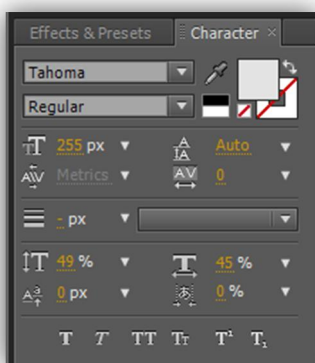 Effects & Presets Character ×
Tahoma
Regular
255 px Auto
Metrics 0
- px
49 % 45 %
0 px 0 %
T T TT Tт T¹ T₁